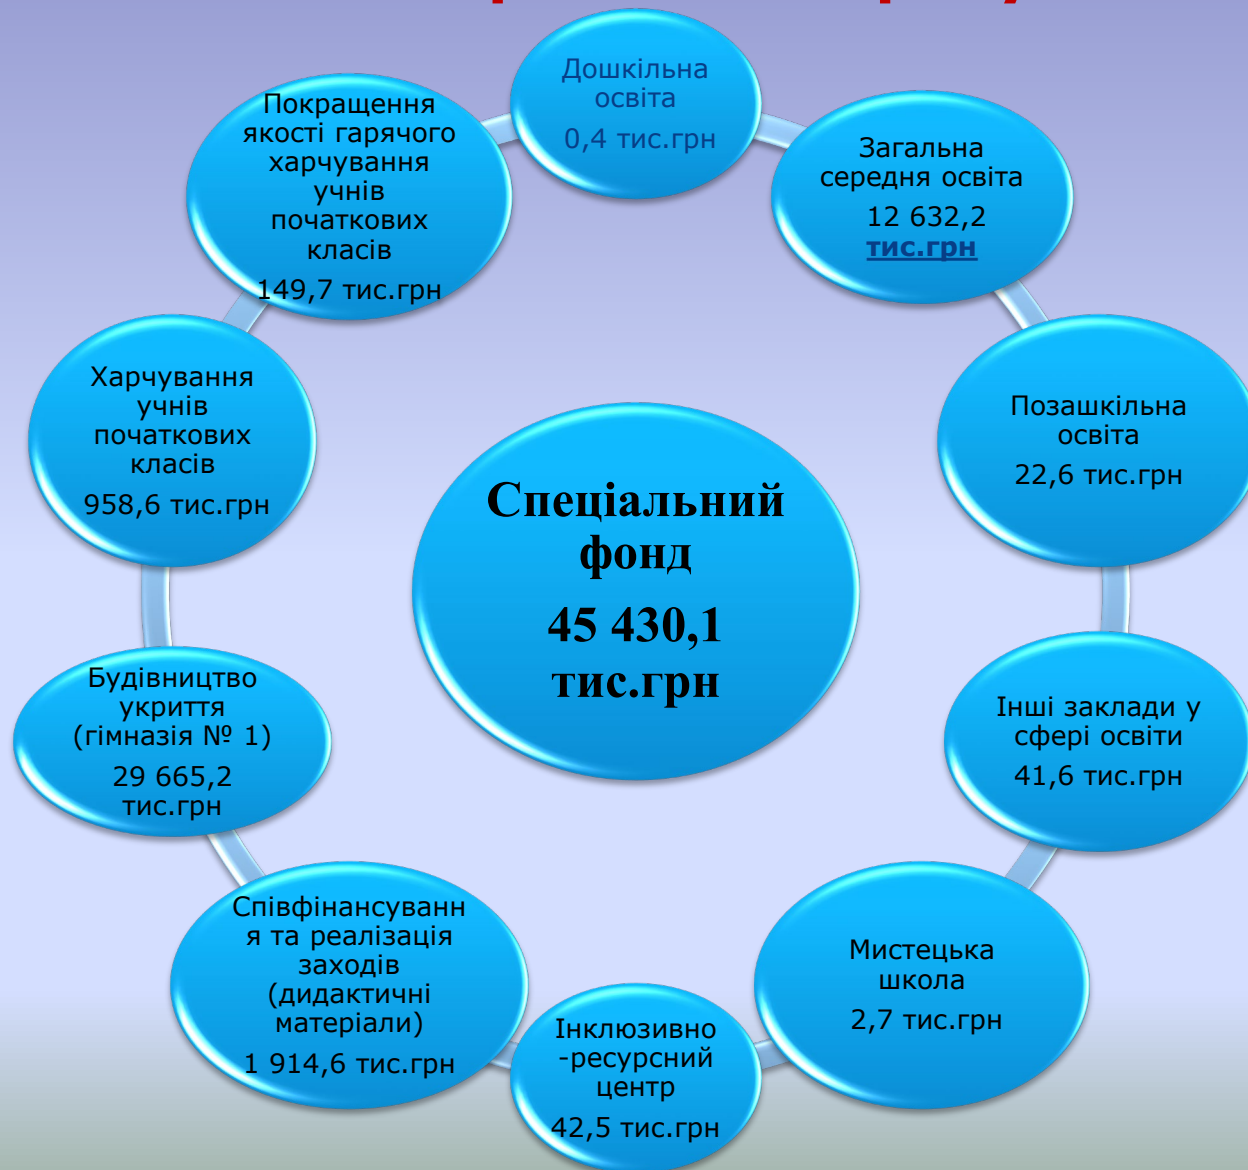 Дошкільна
освіта
0,4 тис.грн
Загальна
середня освіта
12 632,2
тис.грн
Позашкільна
освіта
22,6 тис.грн
Інші заклади у
сфері освіти
41,6 тис.грн
Мистецька
школа
2,7 тис.грн
Інклюзивно
-ресурсний
центр
42,5 тис.грн
Співфінансуванн
я та реалізація
заходів
(дидактичні
матеріали)
1 914,6 тис.грн
Будівництво
укриття
(гімназія № 1)
29 665,2
тис.грн
Харчування
учнів
початкових
класів
958,6 тис.грн
Покращення
якості гарячого
харчування
учнів
початкових
класів
149,7 тис.грн
Спеціальний
фонд
45 430,1
тис.грн